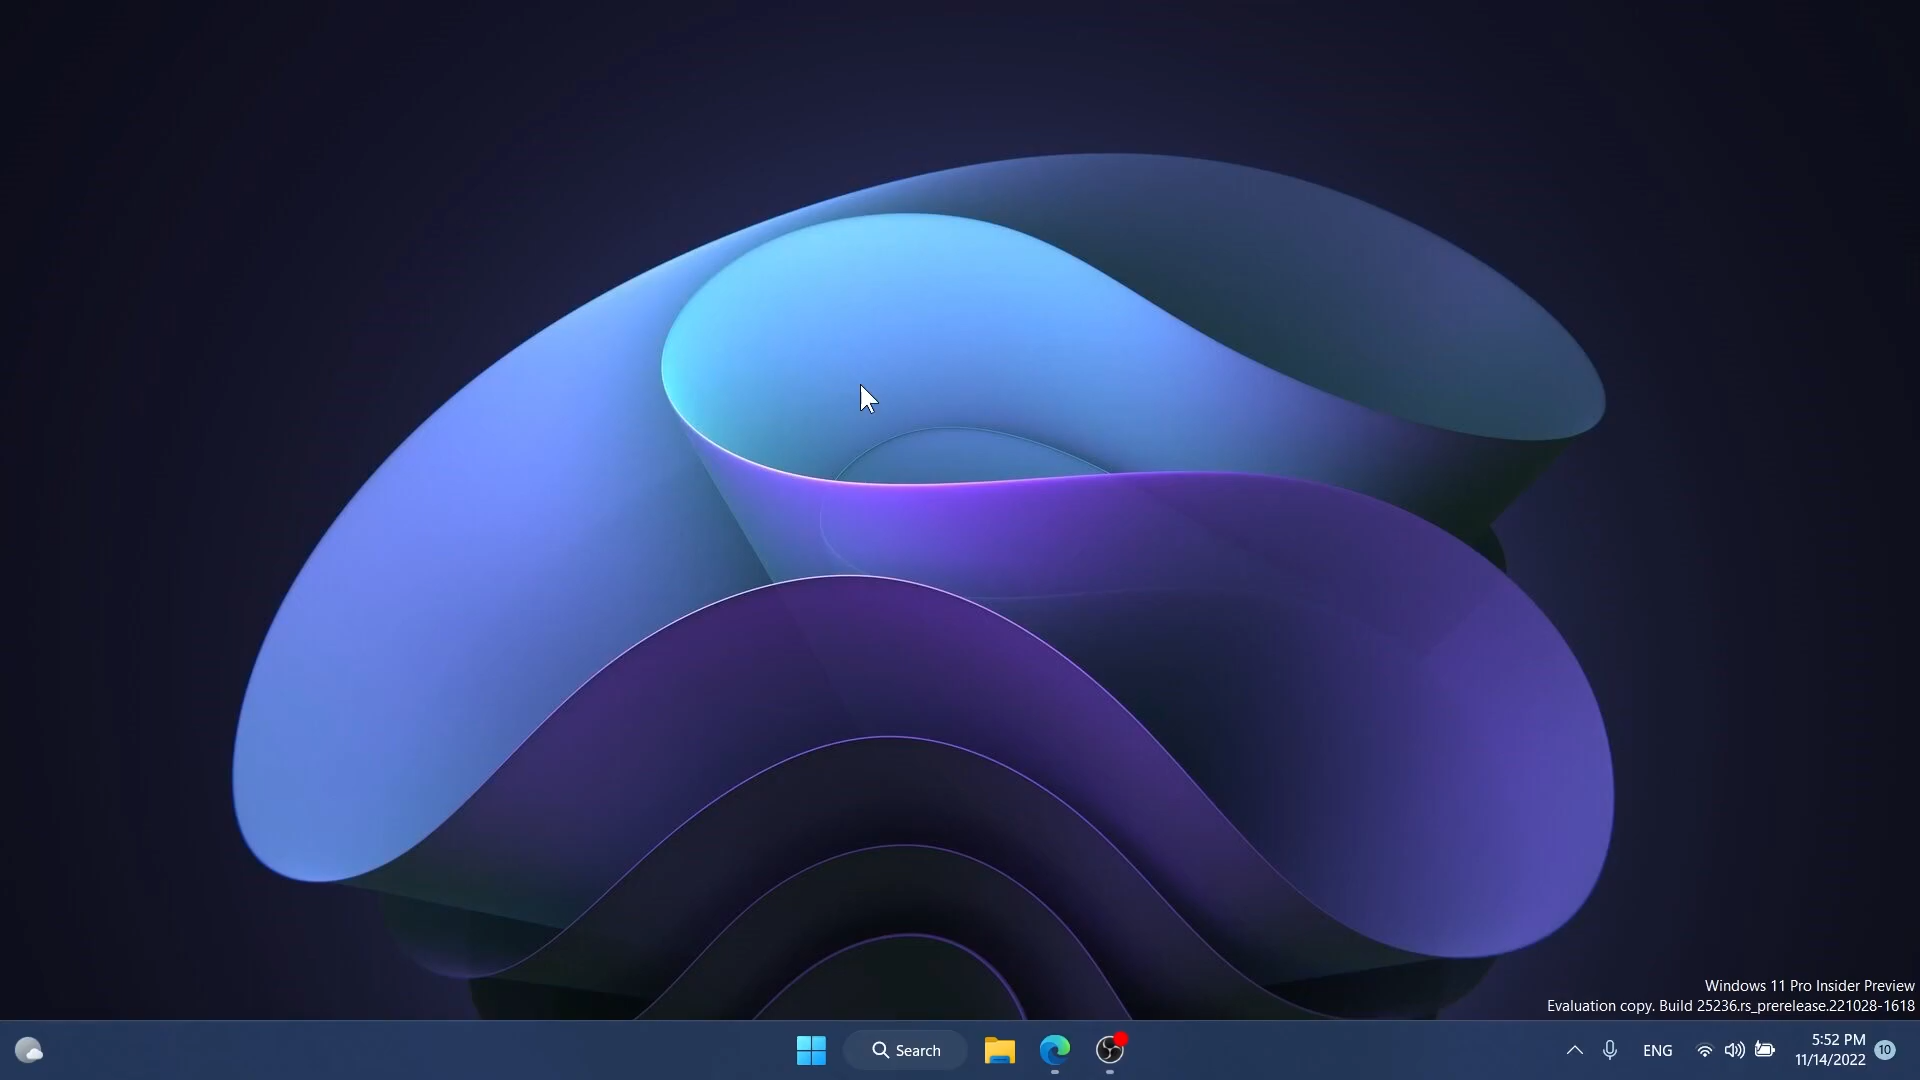 Windows 11 Pro Insider Preview
Evaluation copy. Build 25236.rs_prerelease.221028-1618
Search
ENG
5:52 PM
11/14/2022
10